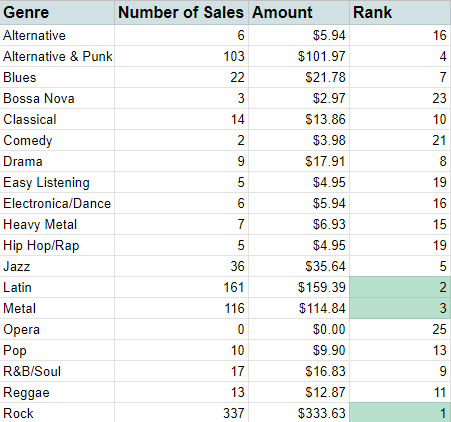 Genre Number of Sales Amount Rank
Alternative 6 $5.94 16
Alternative & Punk 103 $101.97 4
Blues 22 $21.78 7
Bossa Nova 3 $2.97 23
Classical 14 $13.86 10
Comedy 2 $3.98 21
Drama 9 $17.91 8
Easy Listening 5 $4.95 19
Electronica/Dance 6 $5.94 16
Heavy Metal 7 $6.93 15
Hip Hop/Rap 5 $4.95 19
Jazz 36 $35.64 5
Latin 161 $159.39 2
Metal 116 $114.84 3
Opera 0 $0.00 25
Pop 10 $9.90 13
R&B/Soul 17 $16.83 9
Reggae 13 $12.87 11
Rock 337 $333.63 1